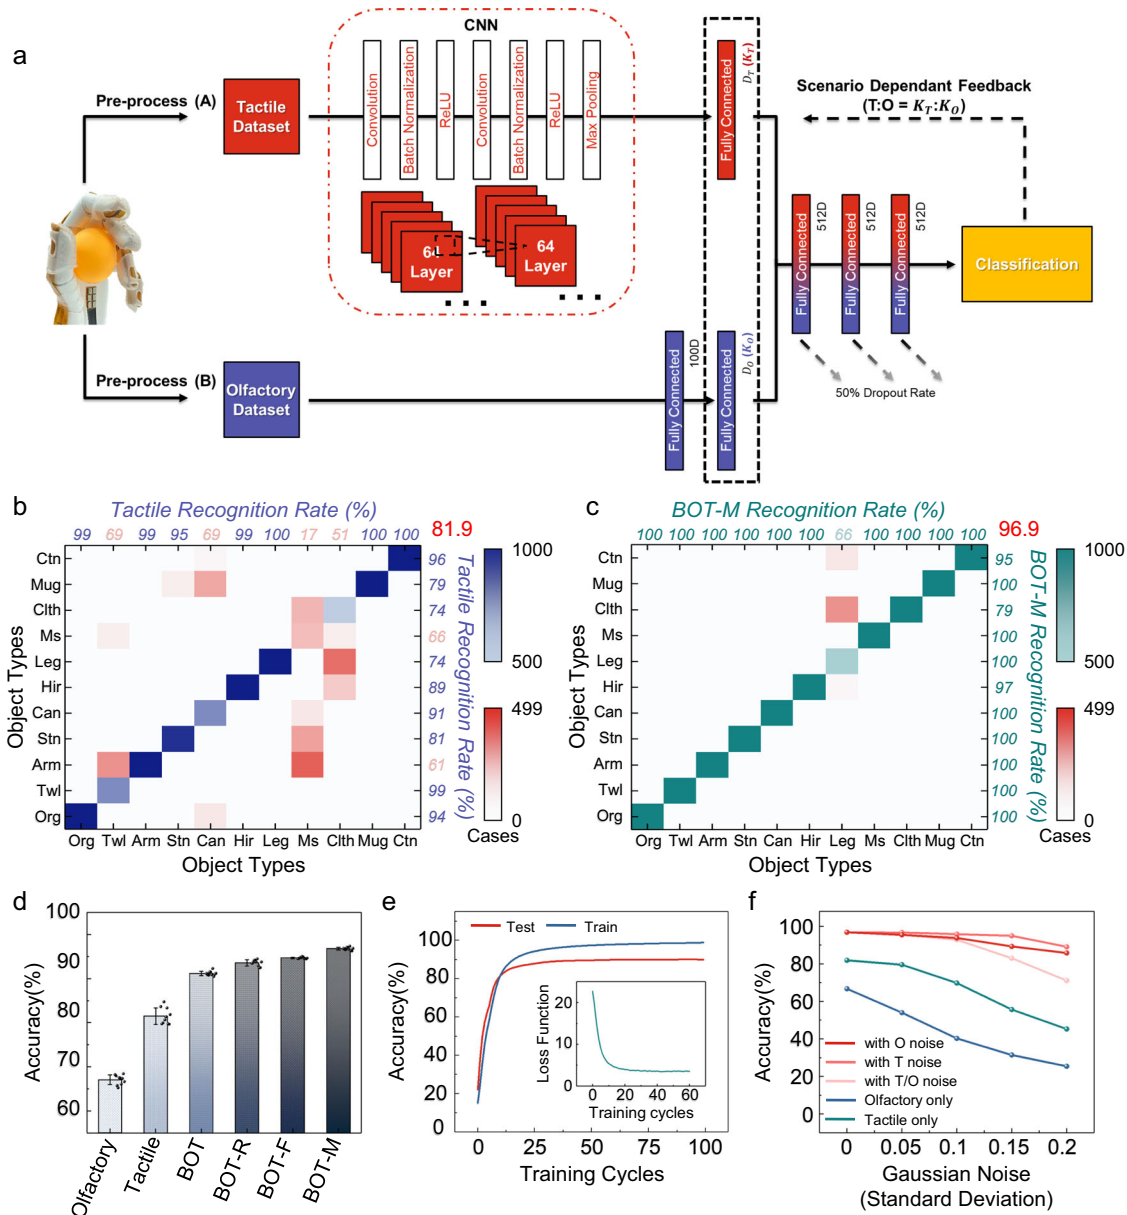 a
Pre-process (A)
Tactile
Dataset
CNN
Convolution
Batch Normalization
ReLU
Convolution
Batch Normalization
ReLU
Max Pooling
64
Layer
64
Layer
. . .
. . .
Fully Connected
D_T (K_T)
Scenario Dependant Feedback
(T:O = K_T:K_O)
Fully Connected
512D
Fully Connected
512D
Fully Connected
512D
Classification
50% Dropout Rate
Pre-process (B)
Olfactory
Dataset
Fully Connected
100D
Fully Connected
D_O (K_O)
b
Tactile Recognition Rate (%)
99 69 99 95 69 99 100 17 51 100 100
81.9
Object Types
Ctn 96
Mug 79
Clth 74
Ms 66
Leg 74
Hir 89
Can 91
Stn 81
Arm 61
Twl 99
Org 94
Tactile Recognition Rate (%)
1000
500
499
0
Cases
Org Twl Arm Stn Can Hir Leg Ms Clth Mug Ctn
Object Types
c
BOT-M Recognition Rate (%)
100 100 100 100 100 100 66 100 100 100 100
96.9
Object Types
Ctn 95
Mug 100
Clth 79
Ms 100
Leg 100
Hir 97
Can 100
Stn 100
Arm 100
Twl 100
Org 100
BOT-M Recognition Rate (%)
1000
500
499
0
Cases
Org Twl Arm Stn Can Hir Leg Ms Clth Mug Ctn
Object Types
d
Accuracy(%)
100
90
80
70
60
Olfactory
Tactile
BOT
BOT-R
BOT-F
BOT-M
e
Test
Train
Accuracy(%)
100
80
60
40
20
0 25 50 75 100
Training Cycles
Loss Function
20
10
0
0 20 40 60
Training cycles
f
Accuracy(%)
100
80
60
40
20
0
with O noise
with T noise
with T/O noise
Olfactory only
Tactile only
0 0.05 0.1 0.15 0.2
Gaussian Noise
(Standard Deviation)